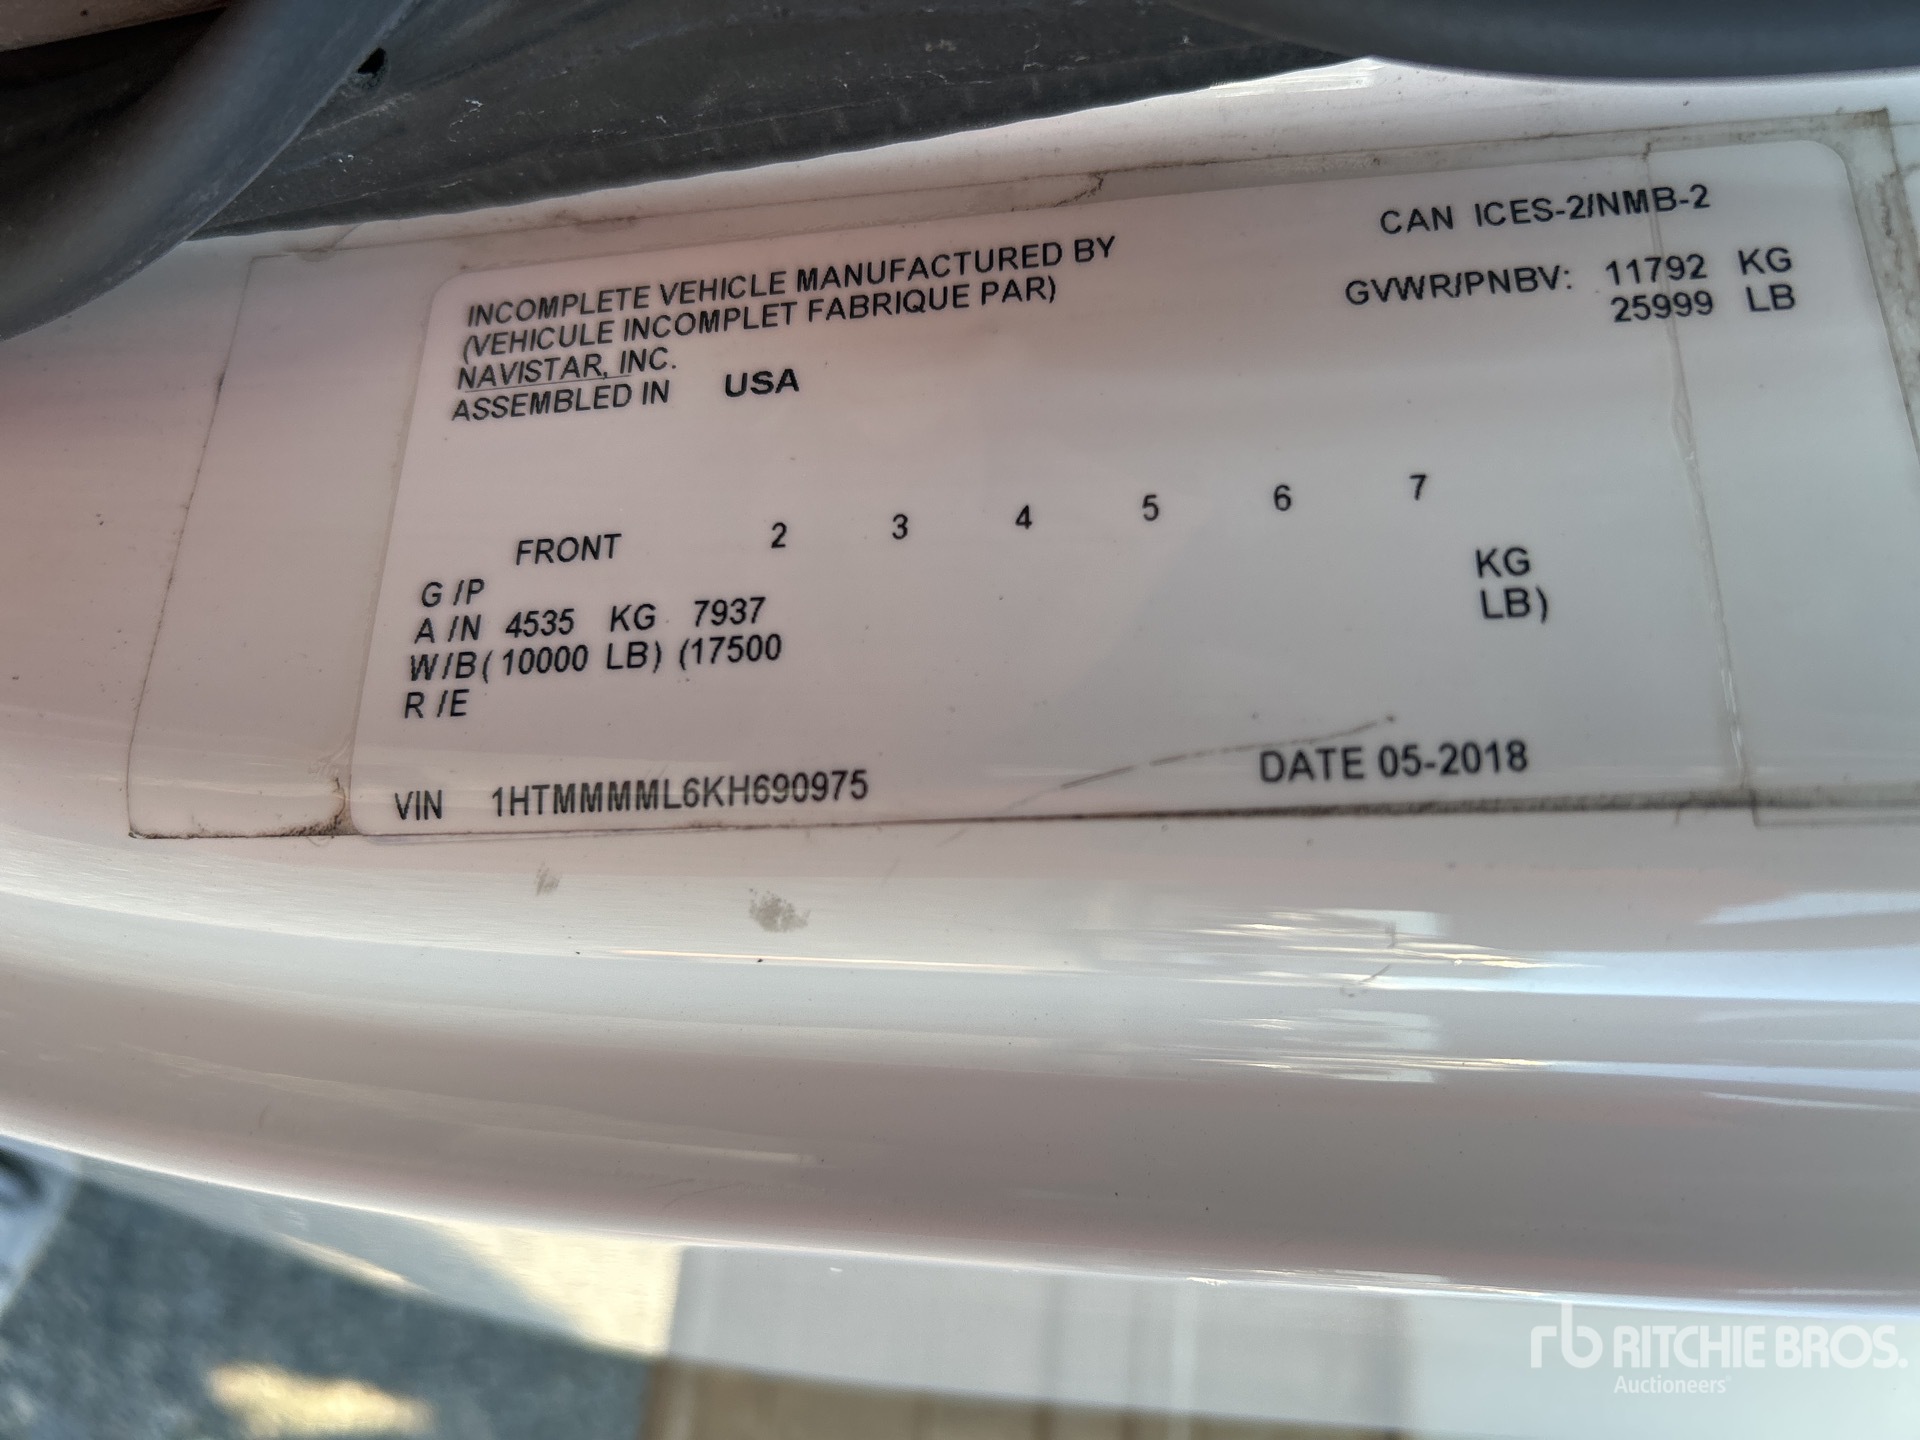 CAN ICES-2/NMB-2
INCOMPLETE VEHICLE MANUFACTURED BY
(VEHICULE INCOMPLET FABRIQUE PAR)
NAVISTAR, INC.
ASSEMBLED IN USA
GVWR/PNBV: 11792 KG
25999 LB
FRONT 2 3 4 5 6 7
G /P
A /N 4535 KG 7937 KG
W/B ( 10000 LB) (17500 LB)
R /E
VIN 1HTMMMML6KH690975
DATE 05-2018
rb RITCHIE BROS.
Auctioneers